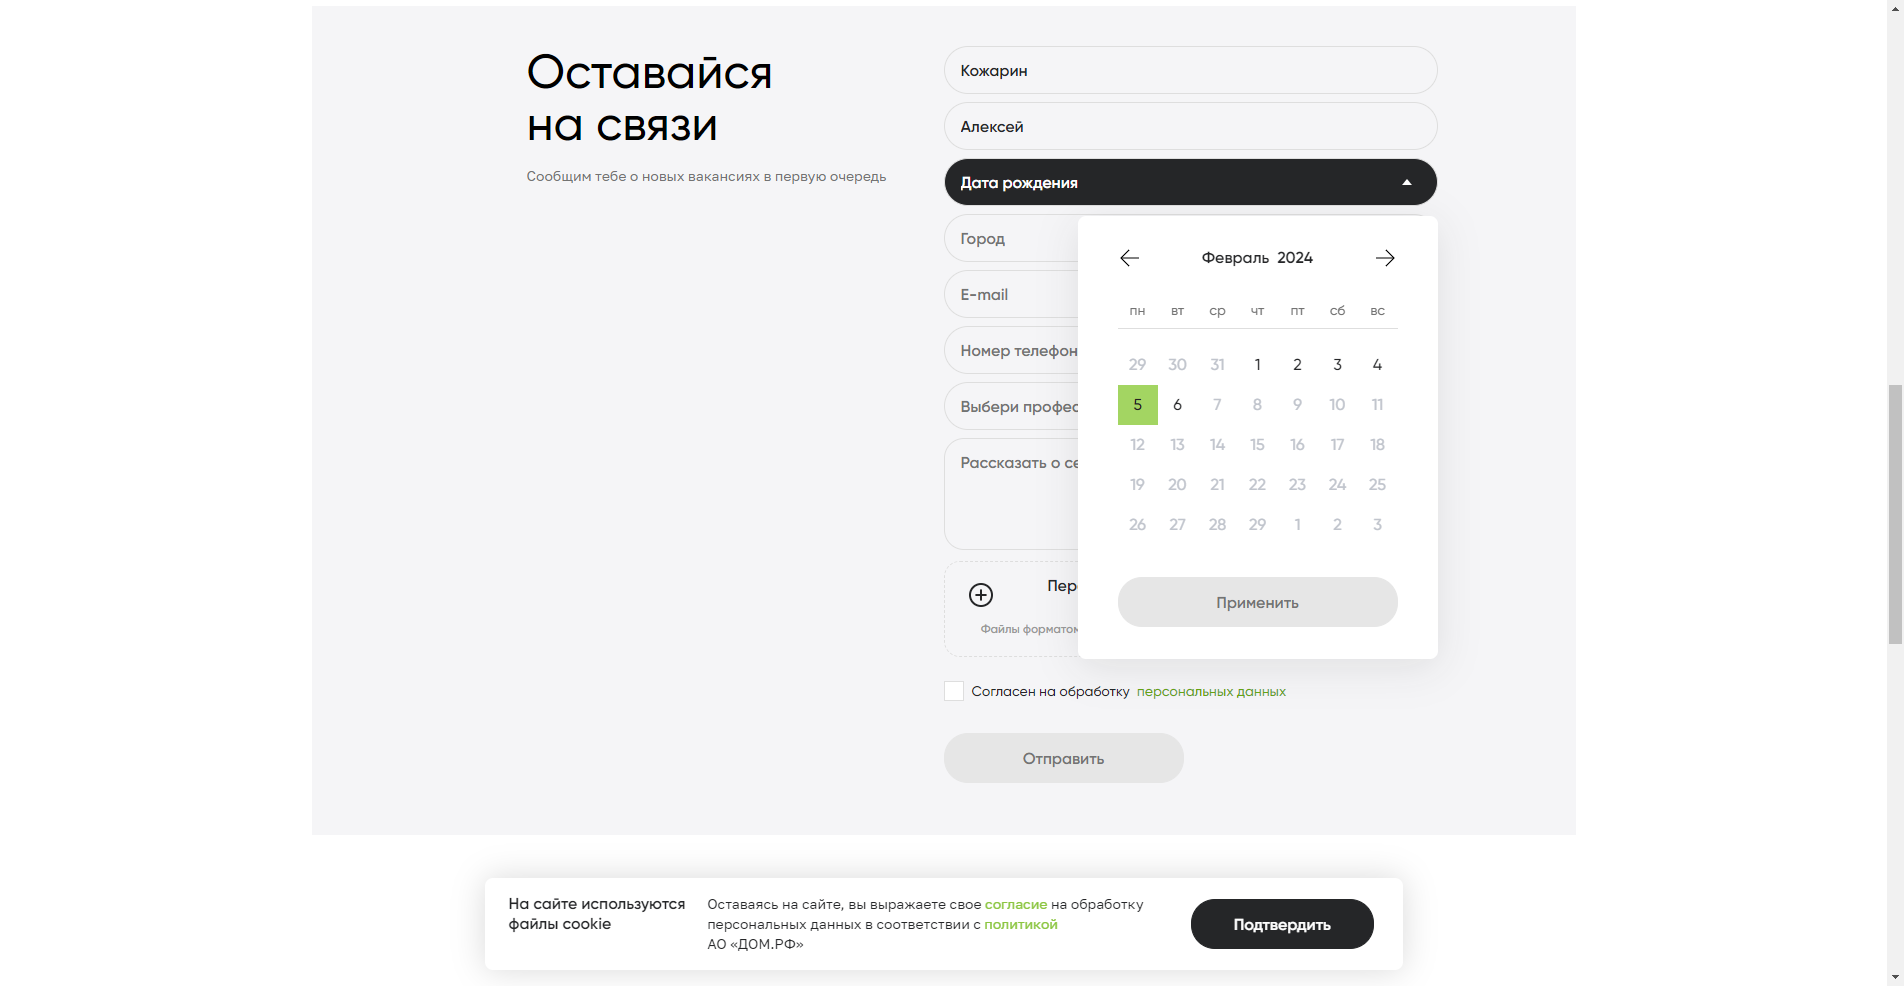 Оставайся
на связи
Сообщим тебе о новых вакансиях в первую очередь
Кожарин
Алексей
Дата рождения
Город
E-mail
Номер телефон
Выбери профес
Рассказать о се
Пер
Файлы форматом
Февраль 2024
пн вт ср чт пт сб вс
29 30 31 1 2 3 4
5 6 7 8 9 10 11
12 13 14 15 16 17 18
19 20 21 22 23 24 25
26 27 28 29 1 2 3
Применить
Согласен на обработку персональных данных
Отправить
На сайте используются
файлы cookie
Оставаясь на сайте, вы выражаете свое согласие на обработку
персональных данных в соответствии с политикой
АО «ДОМ.РФ»
Подтвердить